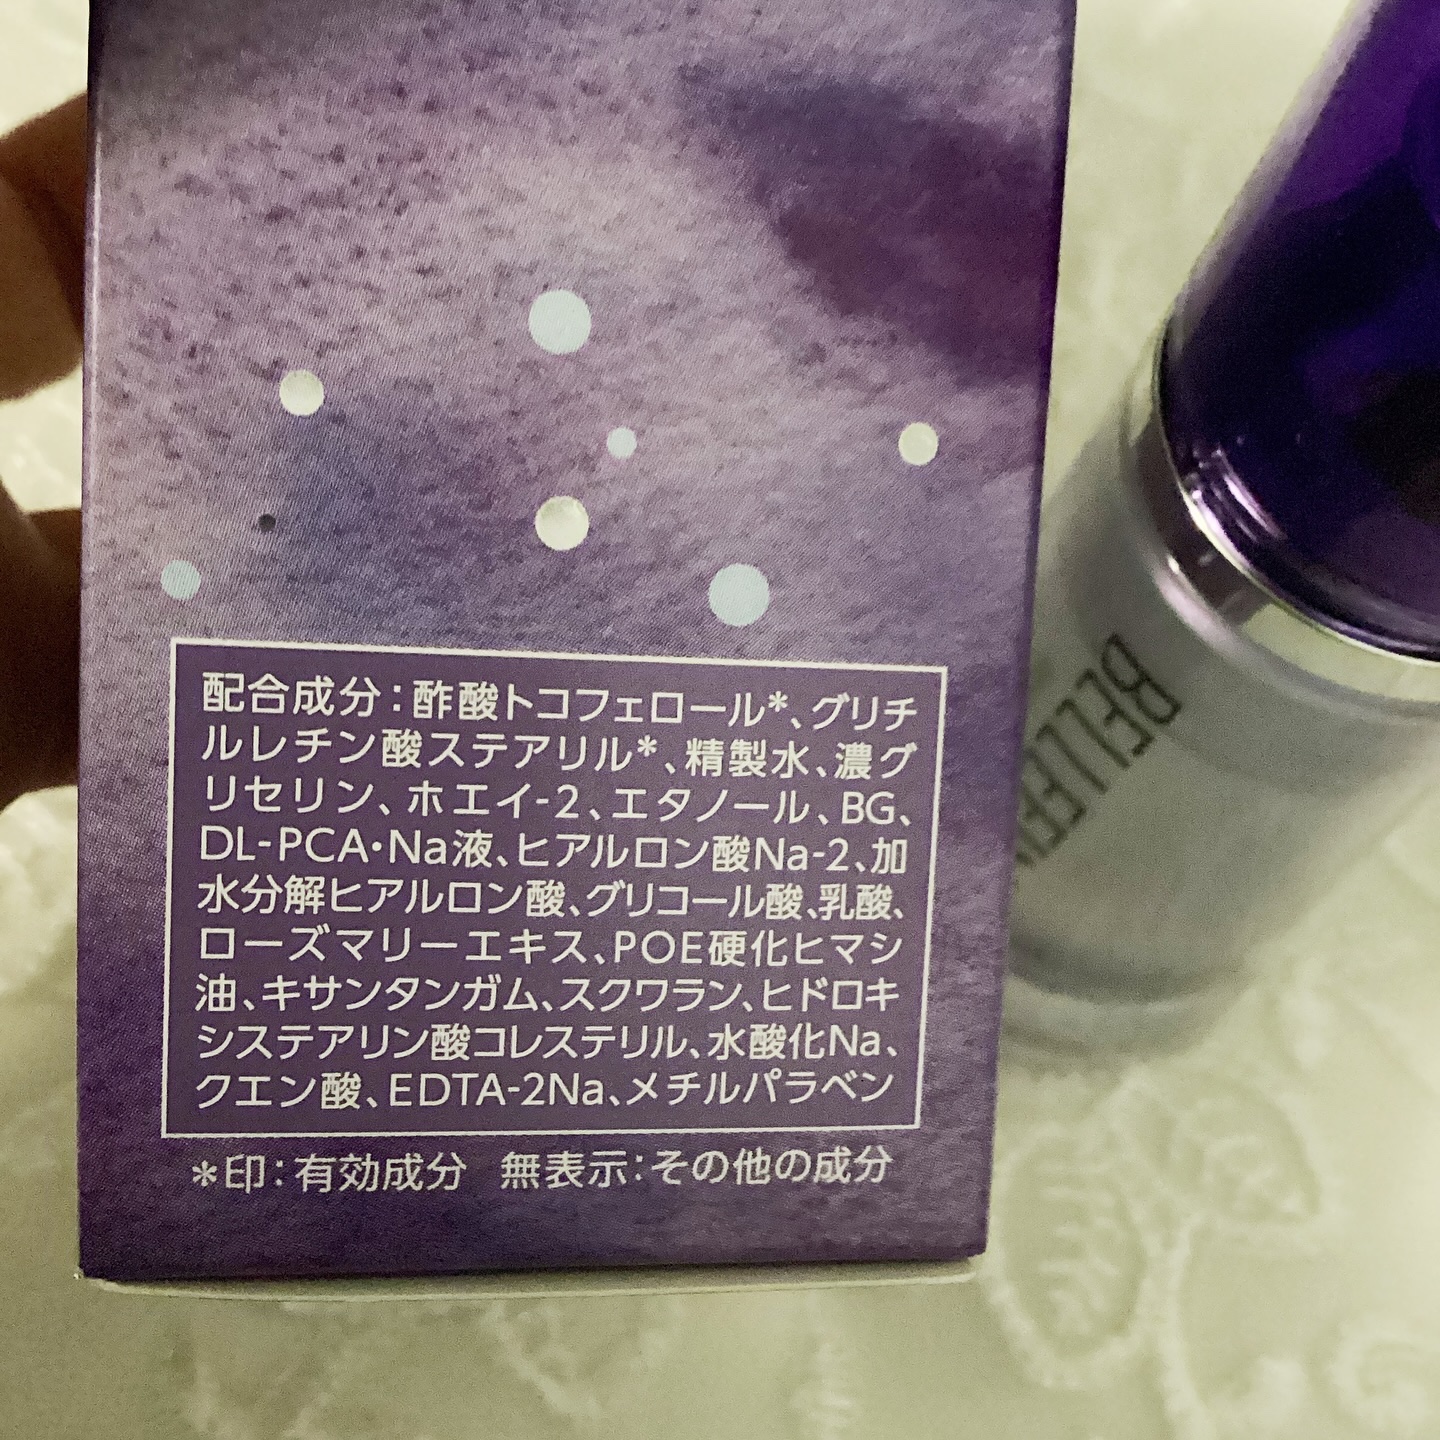 配合成分：酢酸トコフェロール*、グリチ
ルレチン酸ステアリル*、精製水、濃グ
リセリン、ホエイ-2、エタノール、BG、
DL-PCA・Na液、ヒアルロン酸Na-2、加
水分解ヒアルロン酸、グリコール酸、乳酸、
ローズマリーエキス、POE硬化ヒマシ
油、キサンタンガム、スクワラン、ヒドロキ
システアリン酸コレステリル、水酸化Na、
クエン酸、EDTA-2Na、メチルパラベン
*印：有効成分　無表示：その他の成分